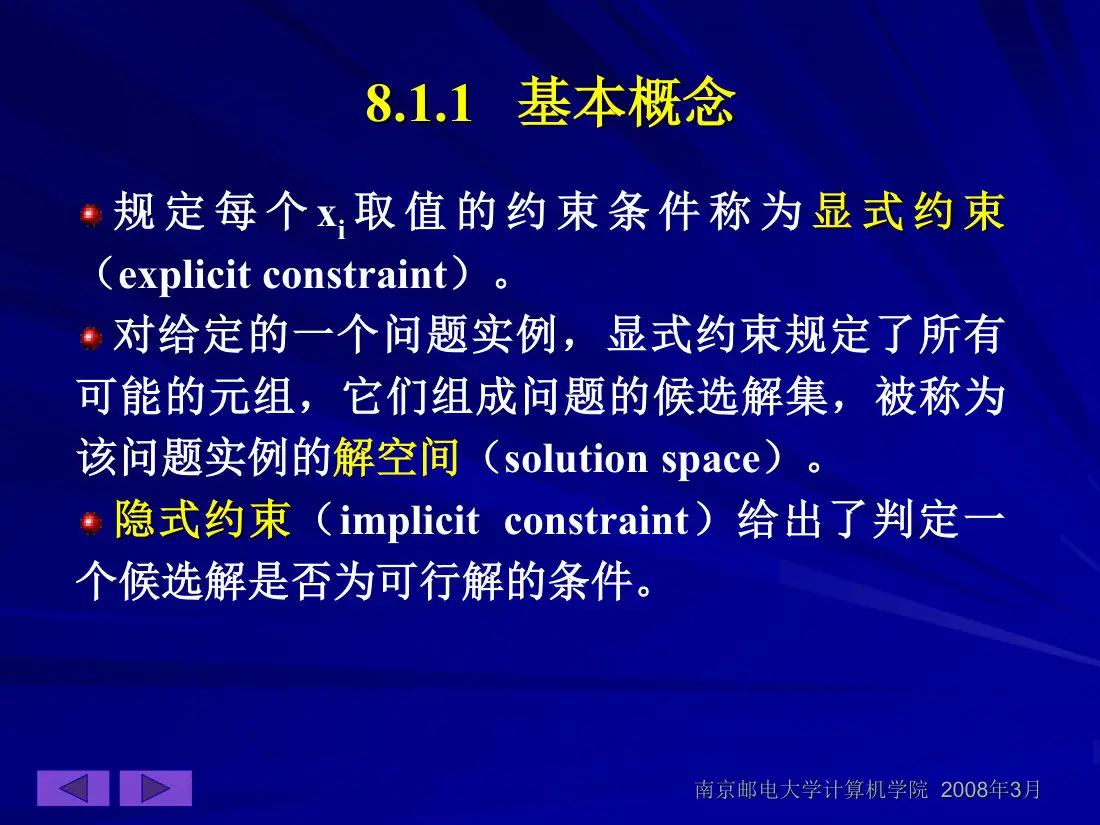 8.1.1 基本概念
规定每个xi取值的约束条件称为显式约束
（explicit constraint）。
对给定的一个问题实例，显式约束规定了所有
可能的元组，它们组成问题的候选解集，被称为
该问题实例的解空间（solution space）。
隐式约束（implicit constraint）给出了判定一
个候选解是否为可行解的条件。
南京邮电大学计算机学院 2008年3月